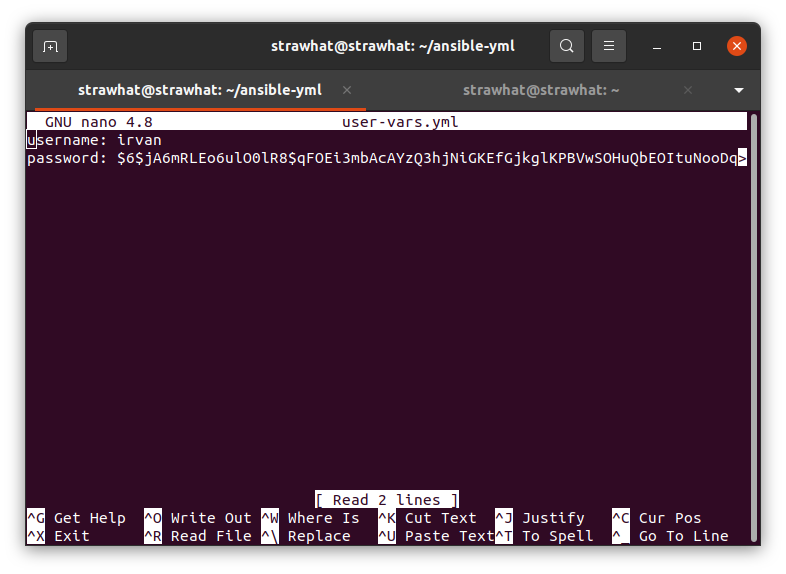 strawhat@strawhat: ~/ansible-yml
strawhat@strawhat: ~/ansible-yml
strawhat@strawhat: ~
GNU nano 4.8 user-vars.yml
username: irvan
password: $6$jA6mRLEo6ulO0lR8$qFOEi3mbAcAYzQ3hjNiGKEfGjkglKPBVwSOHuQbEOItuNooDq>
[ Read 2 lines ]
^G Get Help ^O Write Out ^W Where Is ^K Cut Text ^J Justify ^C Cur Pos
^X Exit ^R Read File ^\ Replace ^U Paste Text ^T To Spell ^_ Go To Line